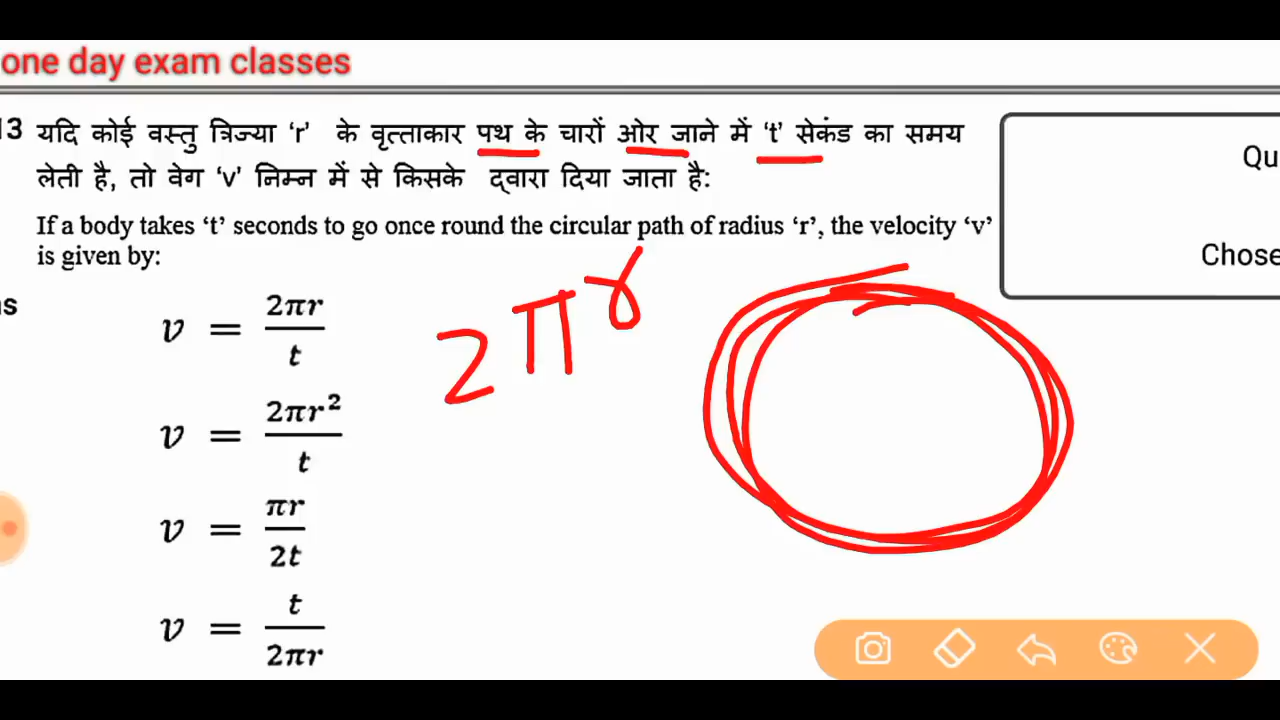 one day exam classes
13 यदि कोई वस्तु त्रिज्या ‘r’ के वृत्ताकार पथ के चारों ओर जाने में ‘t’ सेकंड का समय
लेती है, तो वेग ‘v’ निम्न में से किसके द्वारा दिया जाता है:
If a body takes ‘t’ seconds to go once round the circular path of radius ‘r’, the velocity ‘v’
is given by:
Qu
Chose
ns
v = 2πr/t
v = 2πr²/t
v = πr/2t
v = t/2πr
2πr